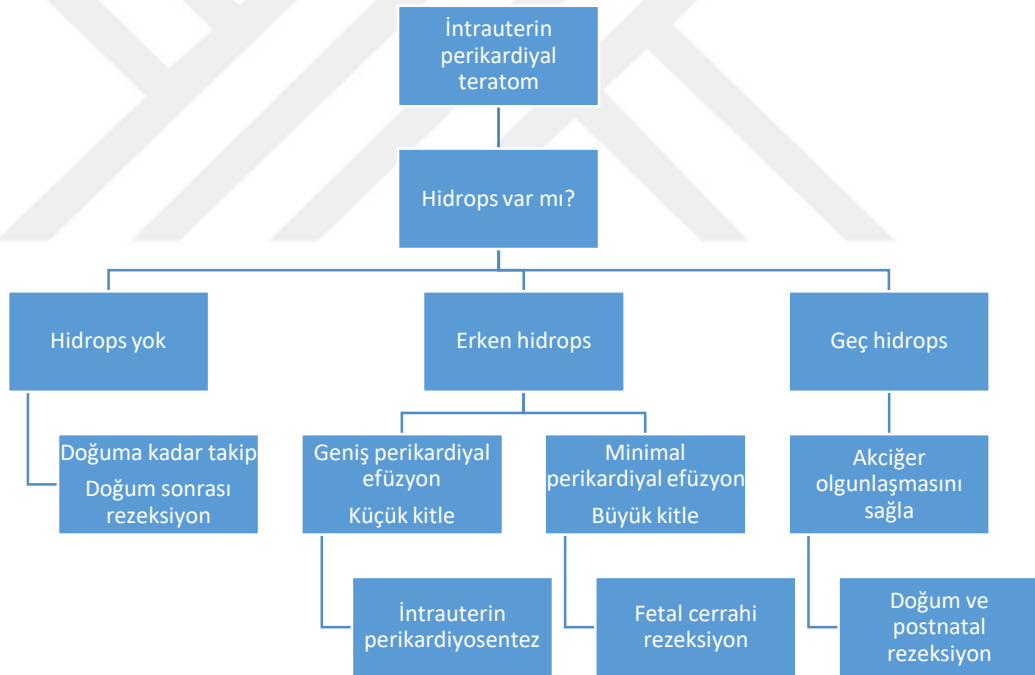 İntrauterin
perikardiyal
teratom
Hidrops var mı?
Hidrops yok
Erken hidrops
Geç hidrops
Doğuma kadar takip
Doğum sonrası
rezeksiyon
Geniş perikardiyal
efüzyon
Küçük kitle
Minimal
perikardiyal efüzyon
Büyük kitle
Akciğer
olgunlaşmasını
sağla
İntrauterin
perikardiyosentez
Fetal cerrahi
rezeksiyon
Doğum ve
postnatal
rezeksiyon